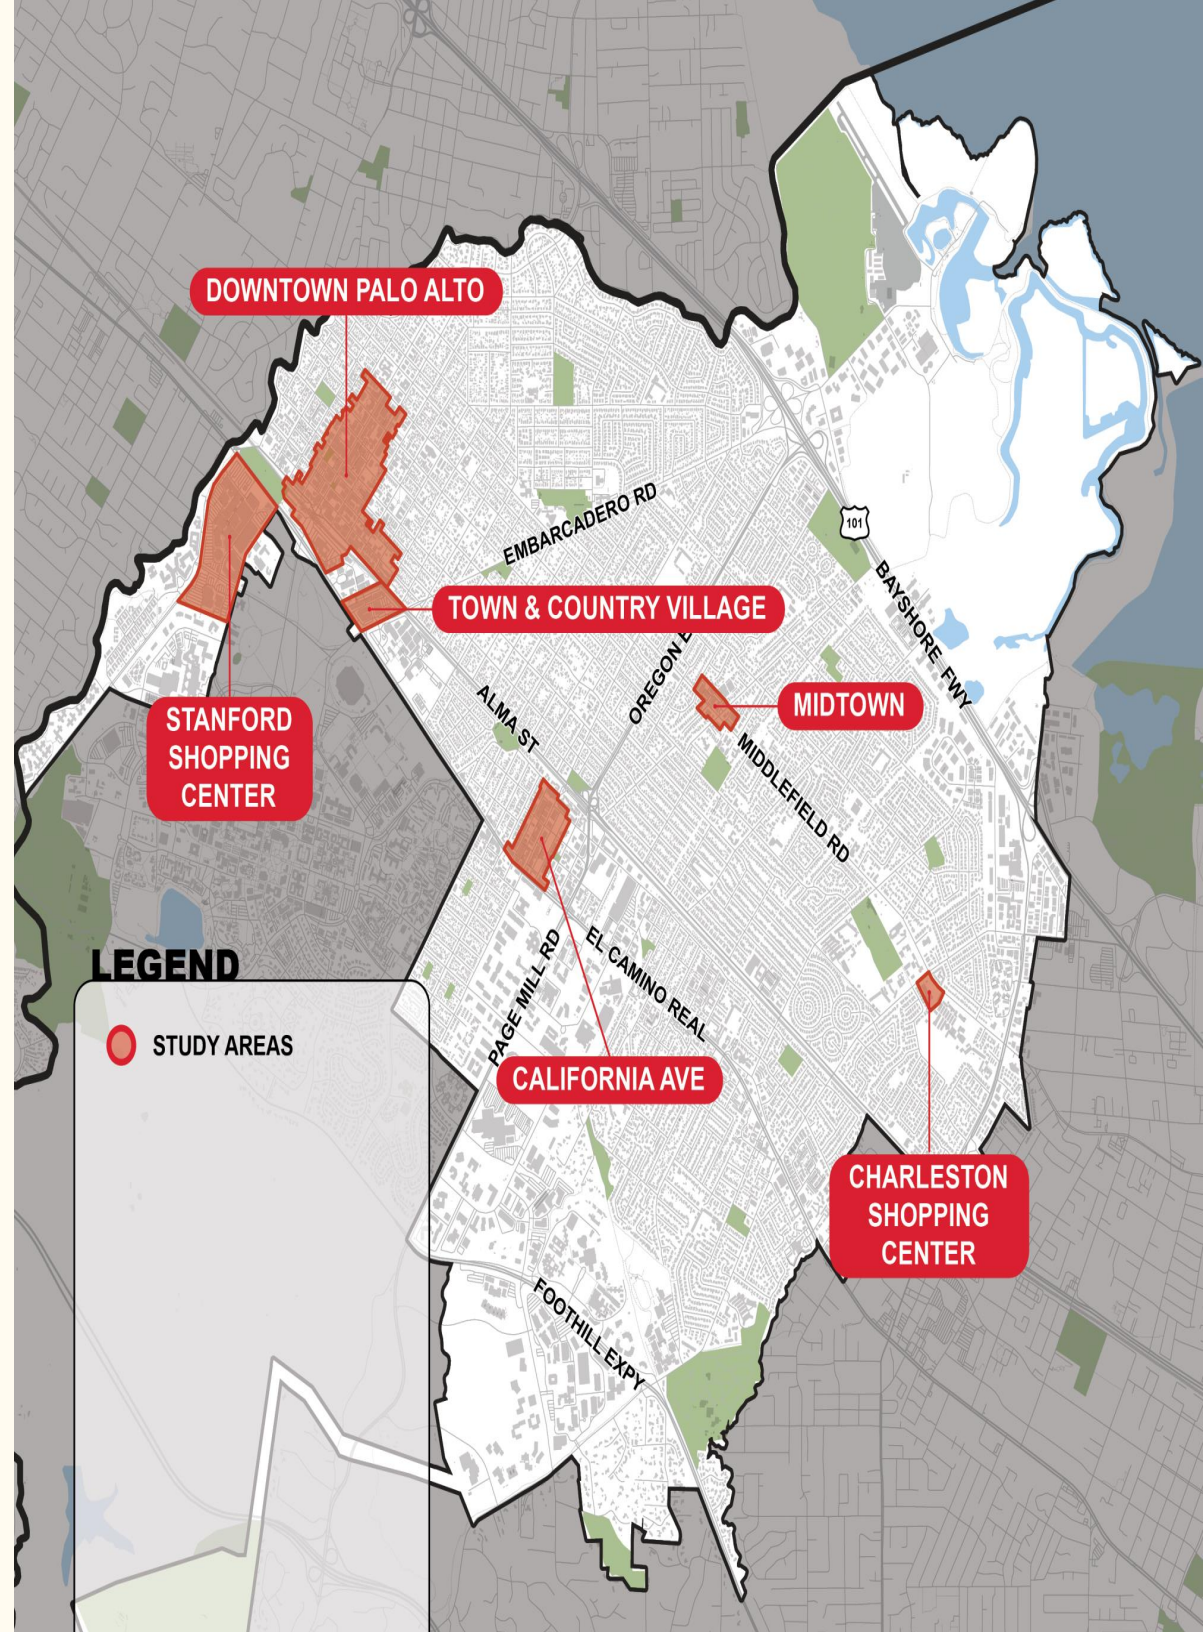 DOWNTOWN PALO ALTO
EMBARCADERO RD
101
TOWN & COUNTRY VILLAGE
BAYSHORE FWY
OREGON
STANFORD
SHOPPING
CENTER
ALMA ST
MIDTOWN
MIDDLEFIELD RD
LEGEND
STUDY AREAS
PAGE MILL RD
EL CAMINO REAL
CALIFORNIA AVE
CHARLESTON
SHOPPING
CENTER
FOOTHILL EXPY